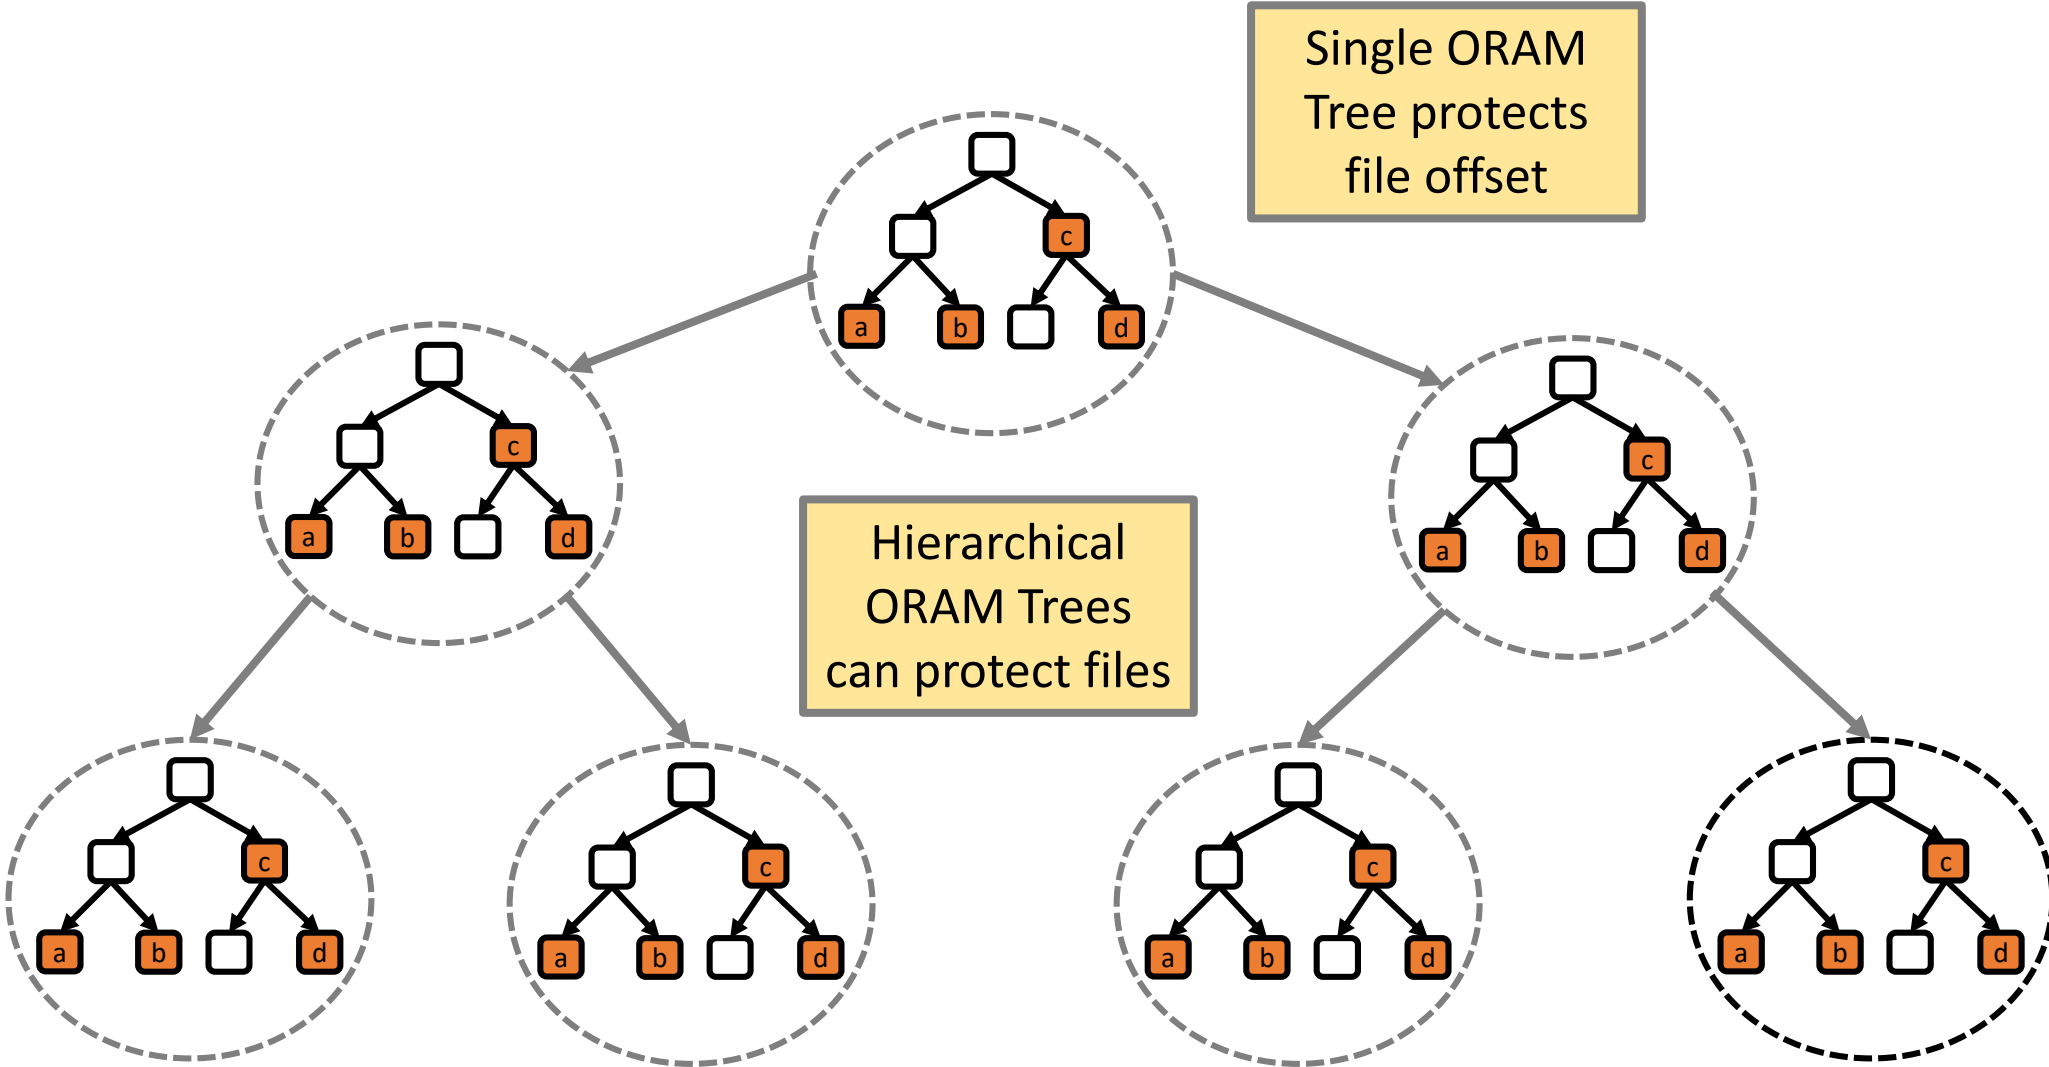 Single ORAM
Tree protects
file offset
c
a b d
c
a b d
c
a b d
Hierarchical
ORAM Trees
can protect files
c
a b d
c
a b d
c
a b d
c
a b d